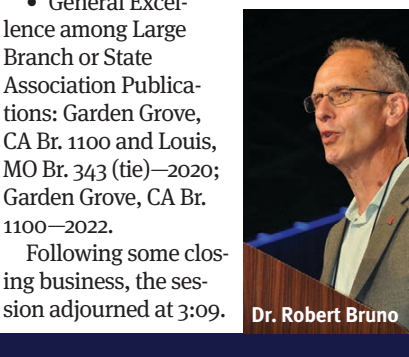 • General Excel-
lence among Large
Branch or State
Association Publica-
tions: Garden Grove,
CA Br. 1100 and Louis,
MO Br. 343 (tie)—2020;
Garden Grove, CA Br.
1100—2022.
Following some clos-
ing business, the ses-
sion adjourned at 3:09.
Dr. Robert Bruno